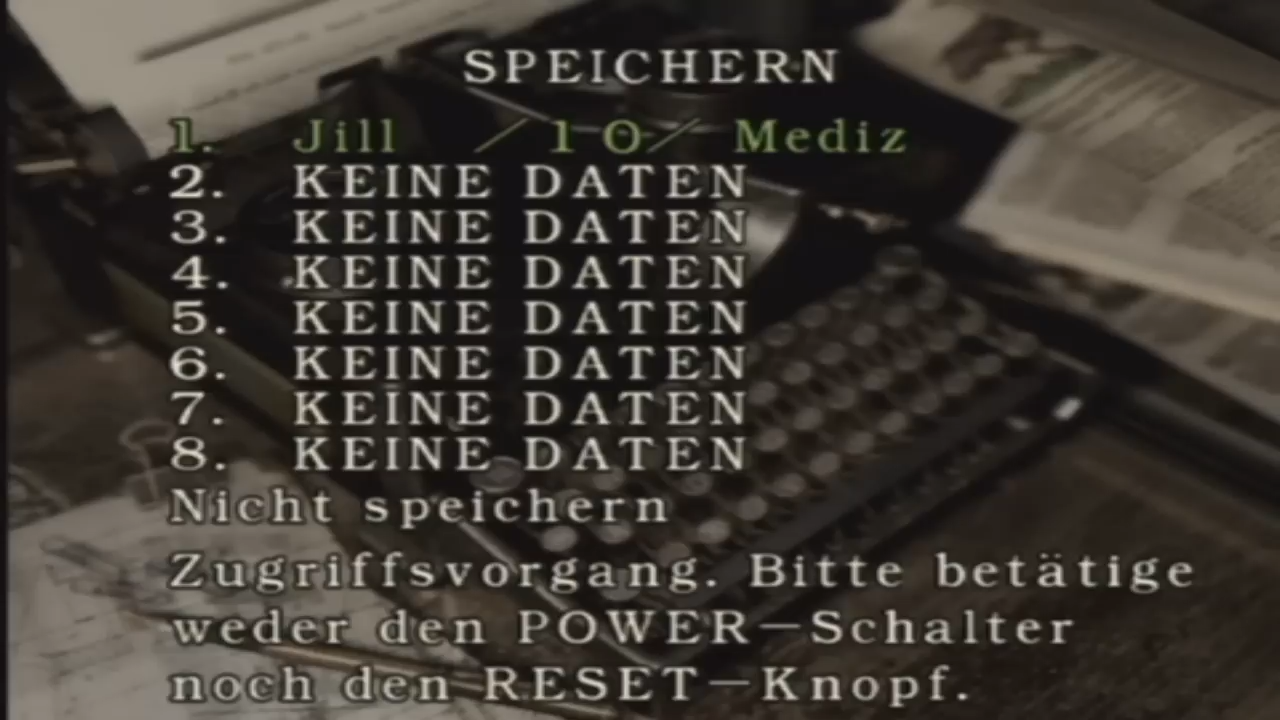 SPEICHERN
1. Jill / 10 / Mediz
2. KEINE DATEN
3. KEINE DATEN
4. KEINE DATEN
5. KEINE DATEN
6. KEINE DATEN
7. KEINE DATEN
8. KEINE DATEN
Nicht speichern
Zugriffsvorgang. Bitte betätige
weder den POWER—Schalter
noch den RESET—Knopf.